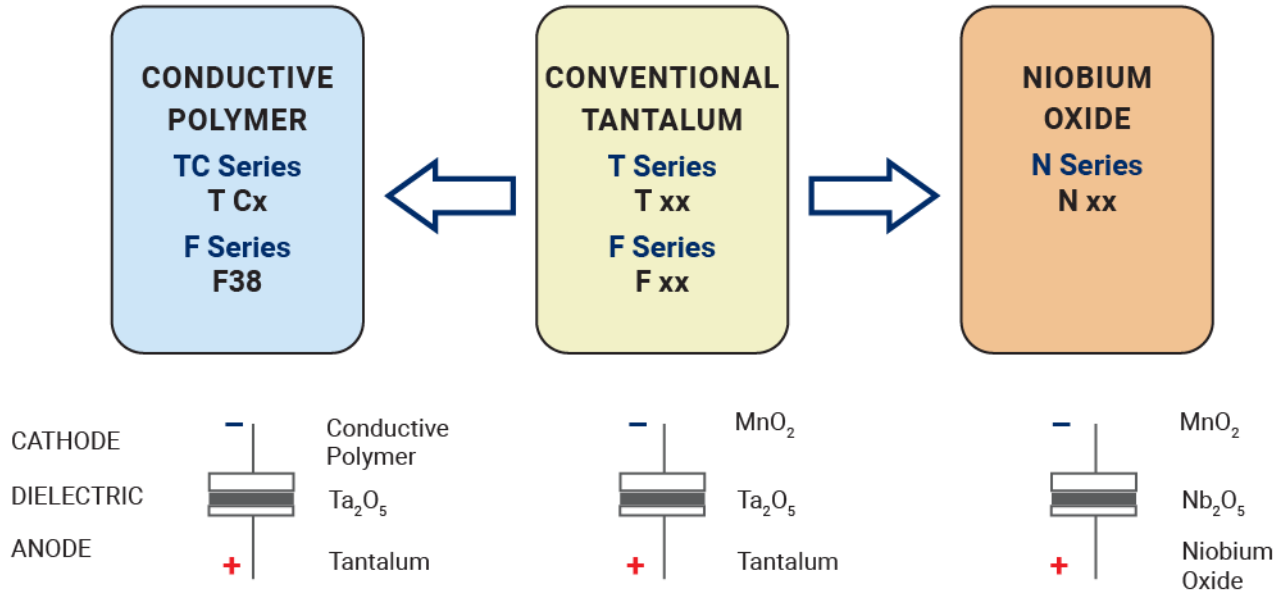 CONDUCTIVE
POLYMER
TC Series
T Cx
F Series
F38
CONVENTIONAL
TANTALUM
T Series
T xx
F Series
F xx
NIOBIUM
OXIDE
N Series
N xx
CATHODE
DIELECTRIC
ANODE
–
Conductive
Polymer
Ta₂O₅
+
Tantalum
–
MnO₂
Ta₂O₅
+
Tantalum
–
MnO₂
Nb₂O₅
+
Niobium
Oxide